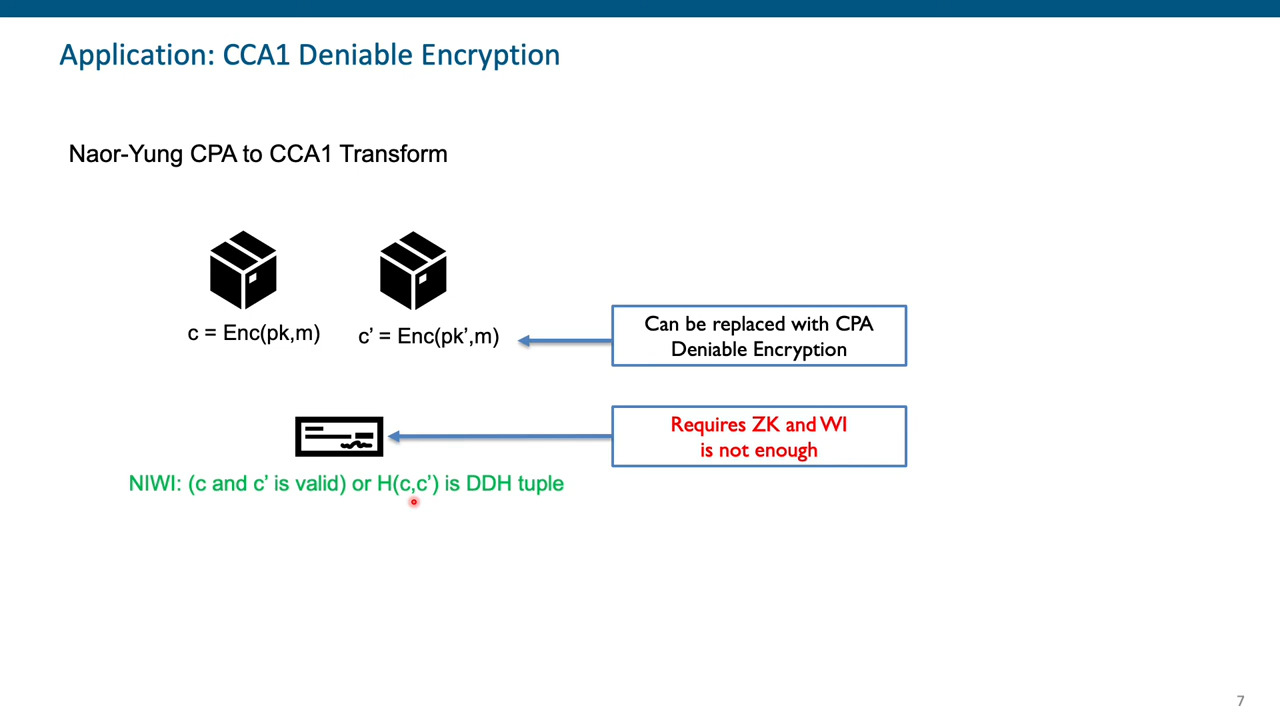 Application: CCA1 Deniable Encryption
Naor-Yung CPA to CCA1 Transform
c = Enc(pk,m)
c’ = Enc(pk’,m)
Can be replaced with CPA
Deniable Encryption
Requires ZK and WI
is not enough
NIWI: (c and c’ is valid) or H(c,c’) is DDH tuple
7